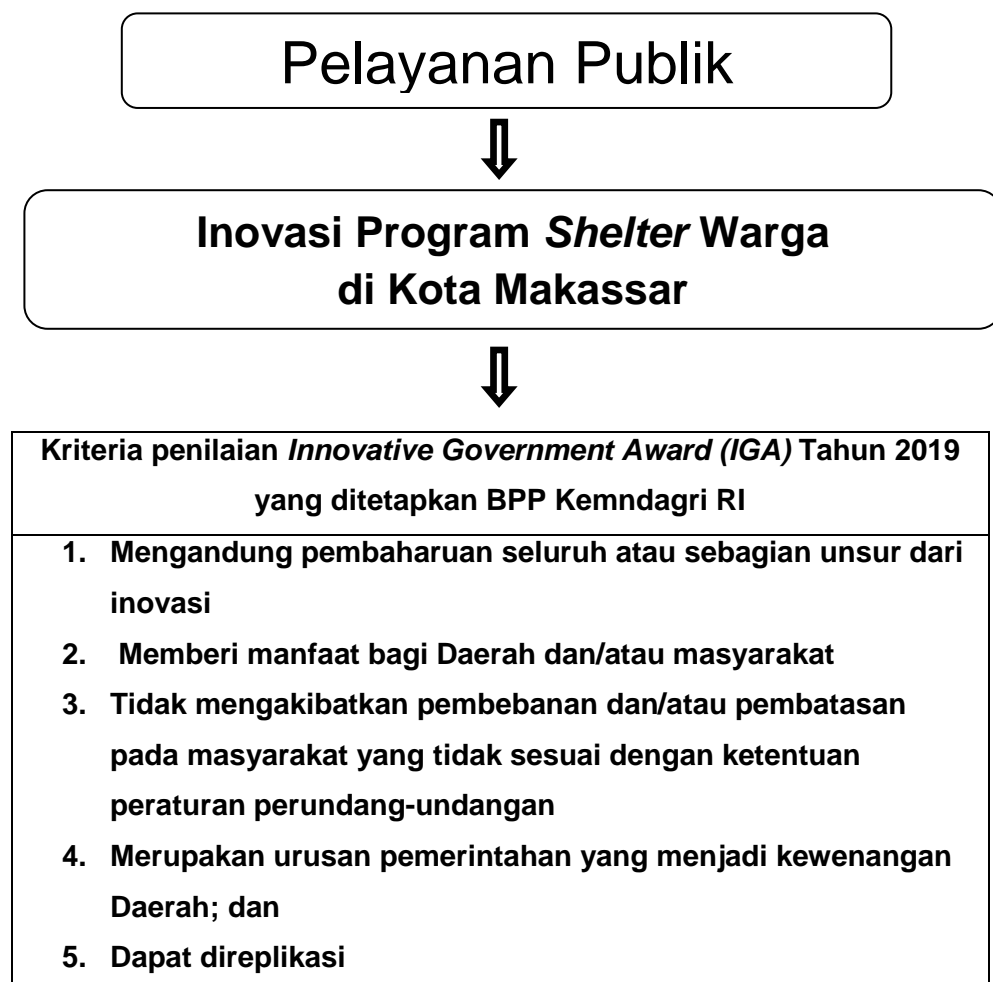 Pelayanan Publik
Inovasi Program Shelter Warga
di Kota Makassar
Kriteria penilaian Innovative Government Award (IGA) Tahun 2019
yang ditetapkan BPP Kemndagri RI
1. Mengandung pembaharuan seluruh atau sebagian unsur dari
inovasi
2. Memberi manfaat bagi Daerah dan/atau masyarakat
3. Tidak mengakibatkan pembebanan dan/atau pembatasan
pada masyarakat yang tidak sesuai dengan ketentuan
peraturan perundang-undangan
4. Merupakan urusan pemerintahan yang menjadi kewenangan
Daerah; dan
5. Dapat direplikasi